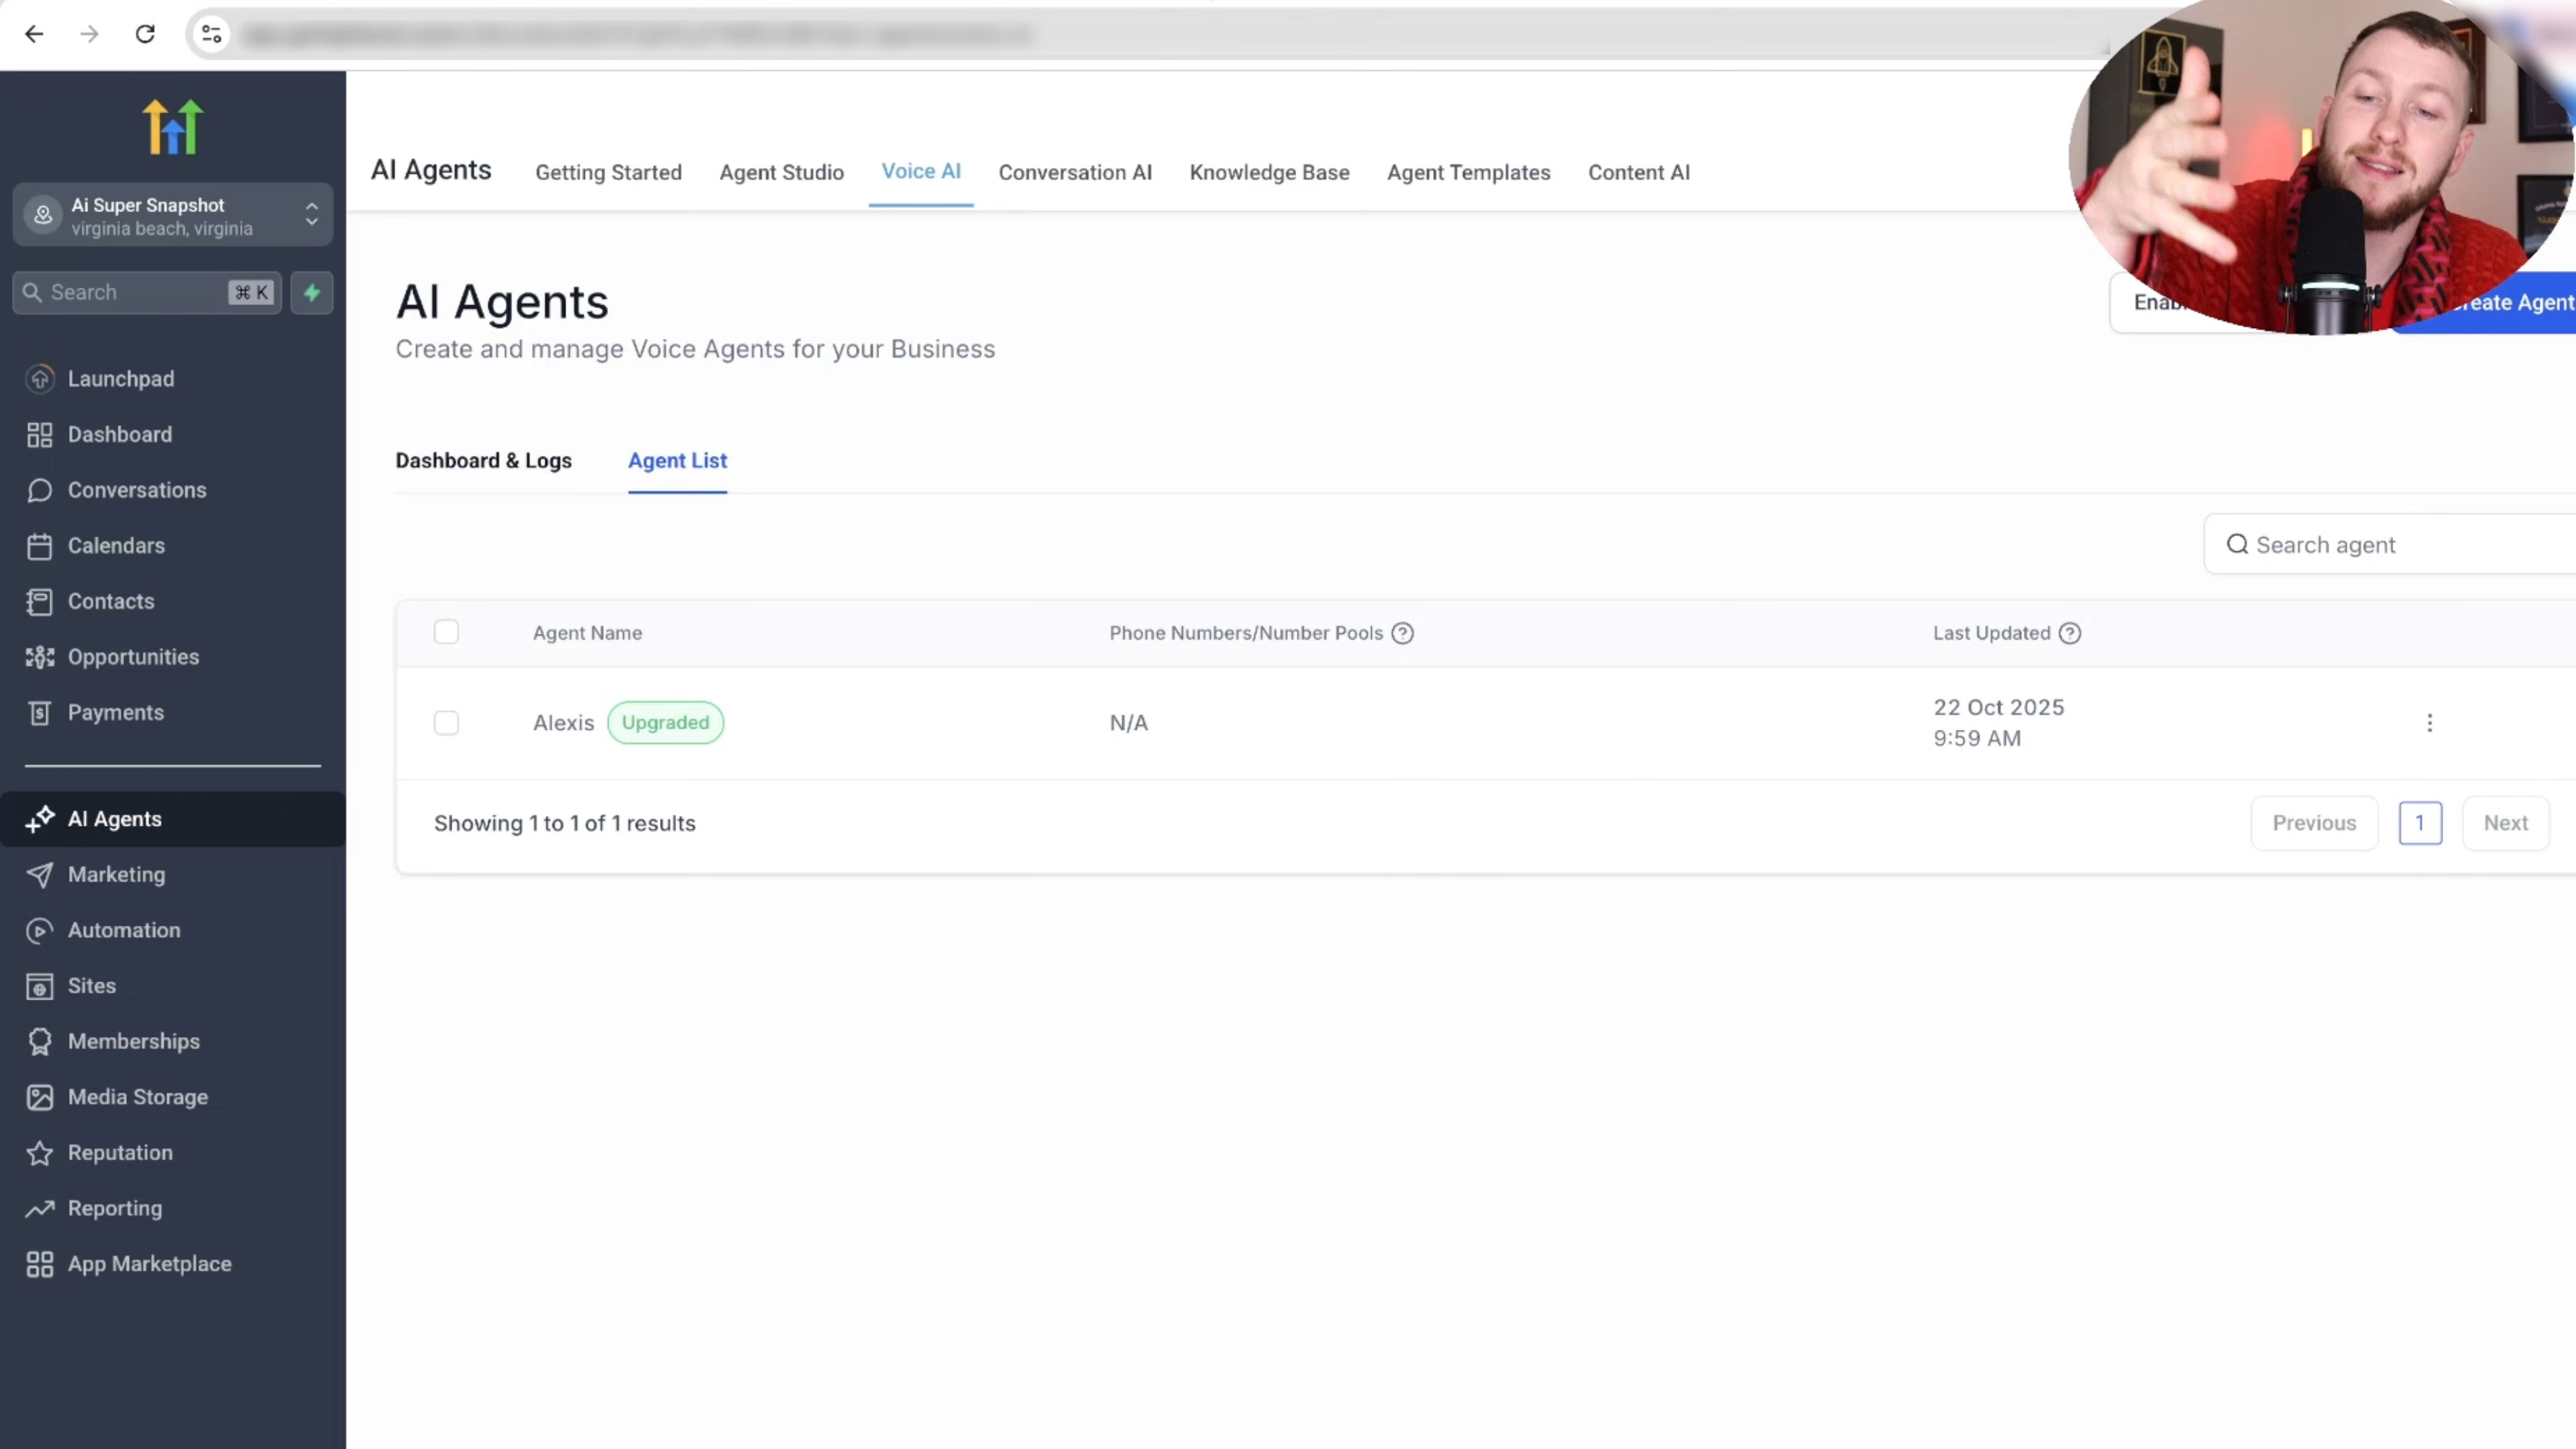 AI Agents
Getting Started
Agent Studio
Voice AI
Conversation AI
Knowledge Base
Agent Templates
Content AI
Ai Super Snapshot
virginia beach, virginia
Search
⌘ K
Launchpad
Dashboard
Conversations
Calendars
Contacts
Opportunities
Payments
AI Agents
Marketing
Automation
Sites
Memberships
Media Storage
Reputation
Reporting
App Marketplace
AI Agents
Create and manage Voice Agents for your Business
Agent
Dashboard & Logs
Agent List
Search agent
Agent Name
Phone Numbers/Number Pools
Last Updated
Alexis
Upgraded
N/A
22 Oct 2025
9:59 AM
Showing 1 to 1 of 1 results
Previous
1
Next